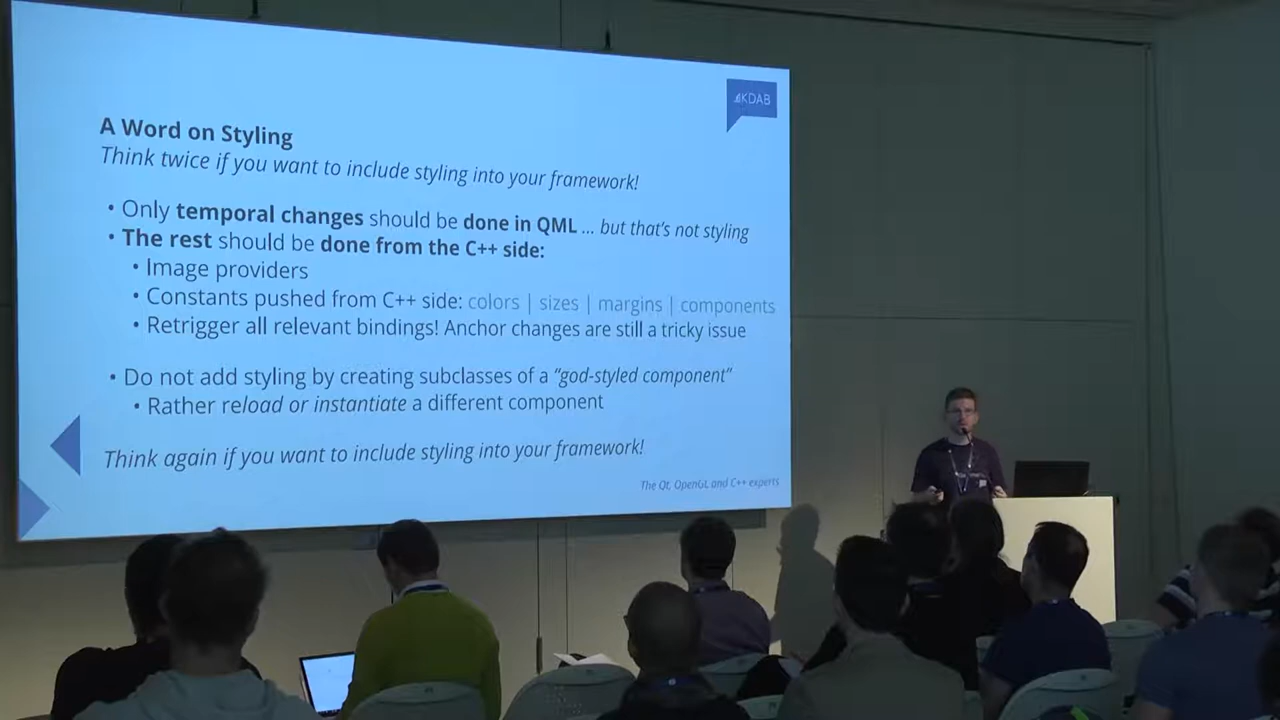 KDAB
A Word on Styling
Think twice if you want to include styling into your framework!
• Only temporal changes should be done in QML ... but that's not styling
• The rest should be done from the C++ side:
• Image providers
• Constants pushed from C++ side: colors | sizes | margins | components
• Retrigger all relevant bindings! Anchor changes are still a tricky issue
• Do not add styling by creating subclasses of a “god-styled component”
• Rather reload or instantiate a different component
Think again if you want to include styling into your framework!
The Qt, OpenGL and C++ experts